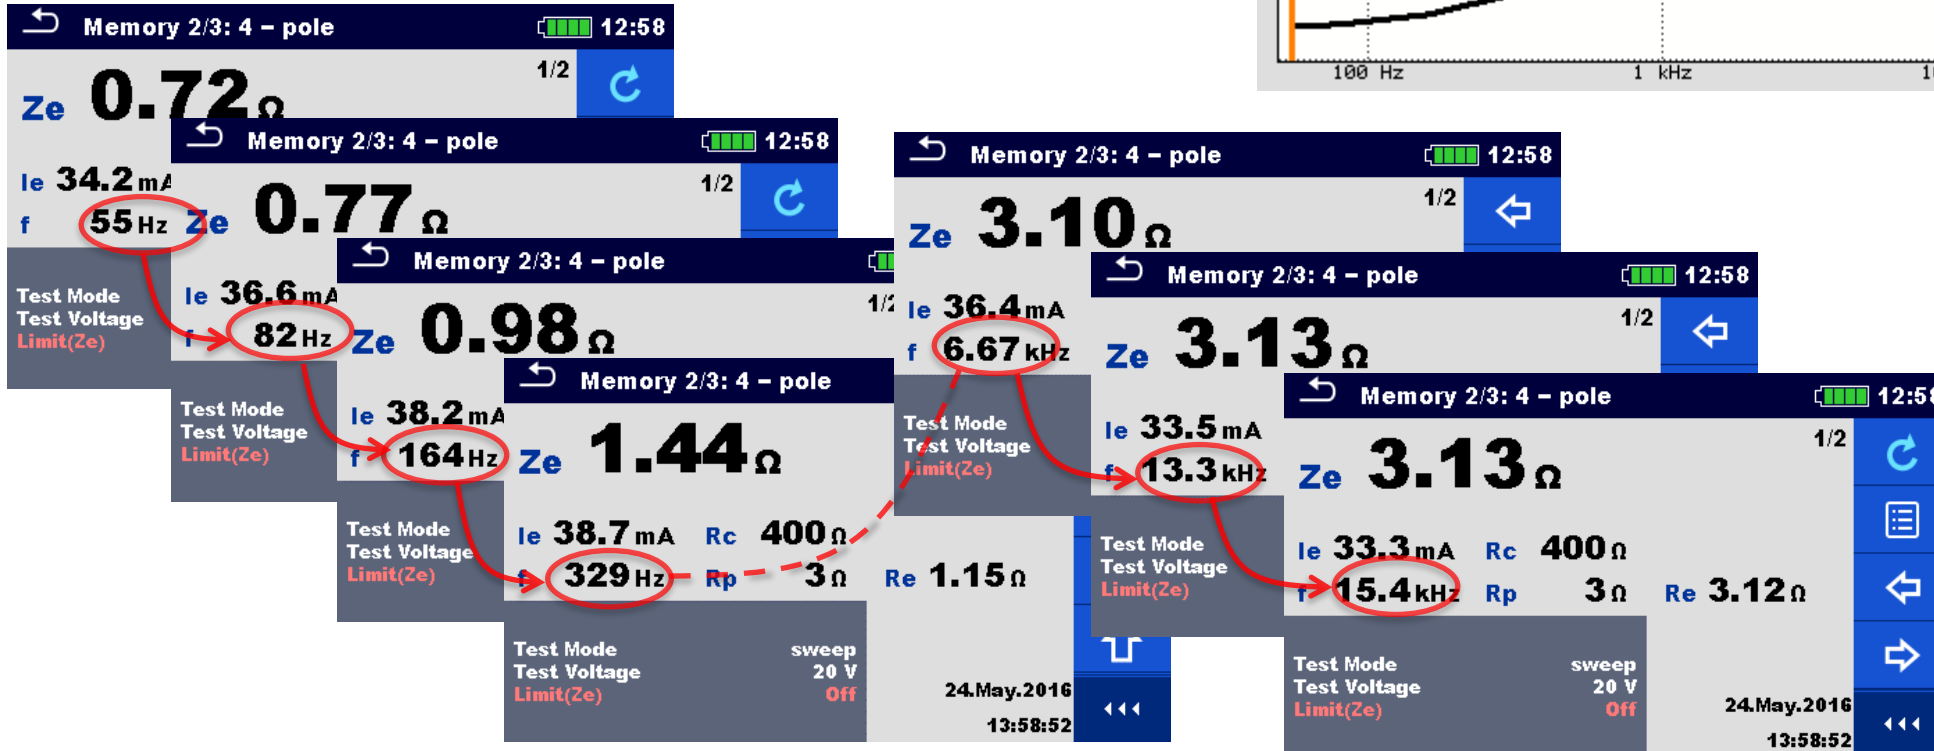 Memory 2/3: 4 – pole 12:58
1/2
Ze 0.72 Ω
Ie 34.2 mA
f 55 Hz
Test Mode
Test Voltage
Limit(Ze)
Memory 2/3: 4 – pole 12:58
1/2
Ze 0.77 Ω
Ie 36.6 mA
f 82 Hz
Test Mode
Test Voltage
Limit(Ze)
Memory 2/3: 4 – pole
1/2
Ze 0.98 Ω
Ie 38.2 mA
f 164 Hz
Test Mode
Test Voltage
Limit(Ze)
Memory 2/3: 4 – pole
Ze 1.44 Ω
Ie 38.7 mA Rc 400 Ω
f 329 Hz Rp 3 Ω Re 1.15 Ω
Test Mode sweep
Test Voltage 20 V
Limit(Ze) Off
24.May.2016
13:58:52
100 Hz 1 kHz
Memory 2/3: 4 – pole 12:58
1/2
Ze 3.10 Ω
Ie 36.4 mA
f 6.67 kHz
Test Mode
Test Voltage
Limit(Ze)
Memory 2/3: 4 – pole 12:58
1/2
Ze 3.13 Ω
Ie 33.5 mA
f 13.3 kHz
Test Mode
Test Voltage
Limit(Ze)
Memory 2/3: 4 – pole 12:58
1/2
Ze 3.13 Ω
Ie 33.3 mA Rc 400 Ω
f 15.4 kHz Rp 3 Ω Re 3.12 Ω
Test Mode sweep
Test Voltage 20 V
Limit(Ze) Off
24.May.2016
13:58:52